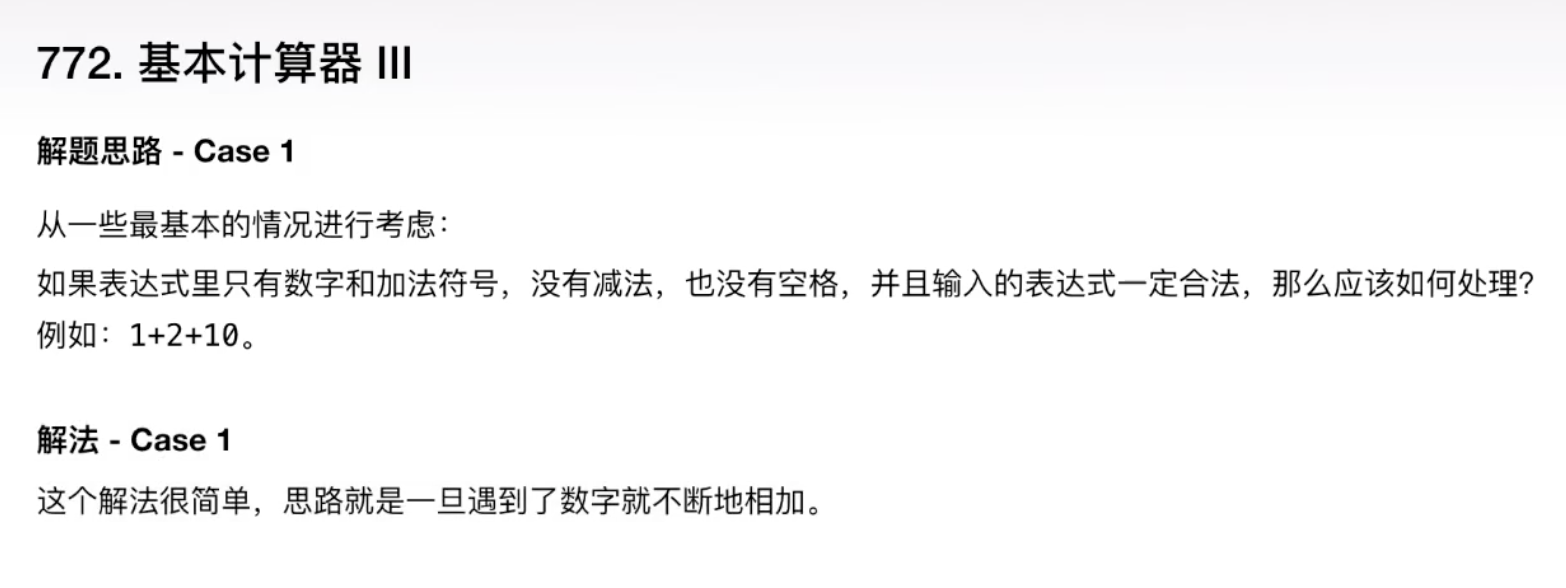 772. 基本计算器 III
解题思路 - Case 1
从一些最基本的情况进行考虑：
如果表达式里只有数字和加法符号，没有减法，也没有空格，并且输入的表达式一定合法，那么应该如何处理？
例如：1+2+10。
解法 - Case 1
这个解法很简单，思路就是一旦遇到了数字就不断地相加。